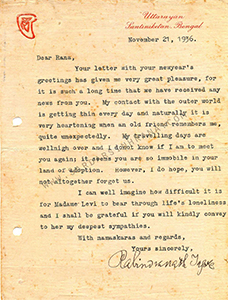 Uttarayan
Santiniketan, Bengal
November 21, 1936.
Dear Rana,
Your letter with your newyear's
greetings has given me very great pleasure, for
it is such a long time that we have received any
news from you. My contact with the outer world
is getting thin every day and naturally it is
very heartening when an old friend remembers me,
quite unexpectedly. My travelling days are
wellnigh over and I donot know if I am to meet
you again it seems you are so immobile in your
land of adoption. However, I do hope, you will
not altogether forget us.
I can well imagine how difficult it is
for Madame Levi to bear through life's loneliness
and I shall be grateful if you will kindly convey
to her my deepest sympathies.
With namaskaras and regards,
Yours sincerely,
Rabindranath Tagore